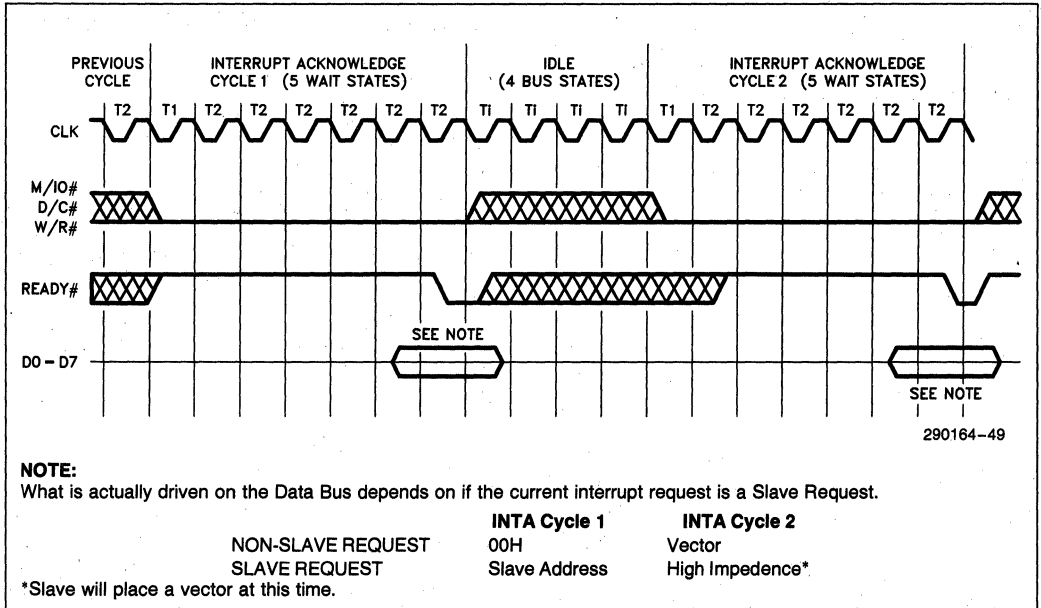 PREVIOUS CYCLE
INTERRUPT ACKNOWLEDGE CYCLE 1 (5 WAIT STATES)
IDLE (4 BUS STATES)
INTERRUPT ACKNOWLEDGE CYCLE 2 (5 WAIT STATES)
T2 T1 T2 T2 T2 T2 T2 T2 Ti Ti Ti Ti T1 T2 T2 T2 T2 T2 T2
CLK
M/IO#
D/C#
W/R#
READY#
SEE NOTE
D0 – D7
SEE NOTE
290164–49
NOTE:
What is actually driven on the Data Bus depends on if the current interrupt request is a Slave Request.
INTA Cycle 1 INTA Cycle 2
NON-SLAVE REQUEST 00H Vector
SLAVE REQUEST Slave Address High Impedence*
*Slave will place a vector at this time.